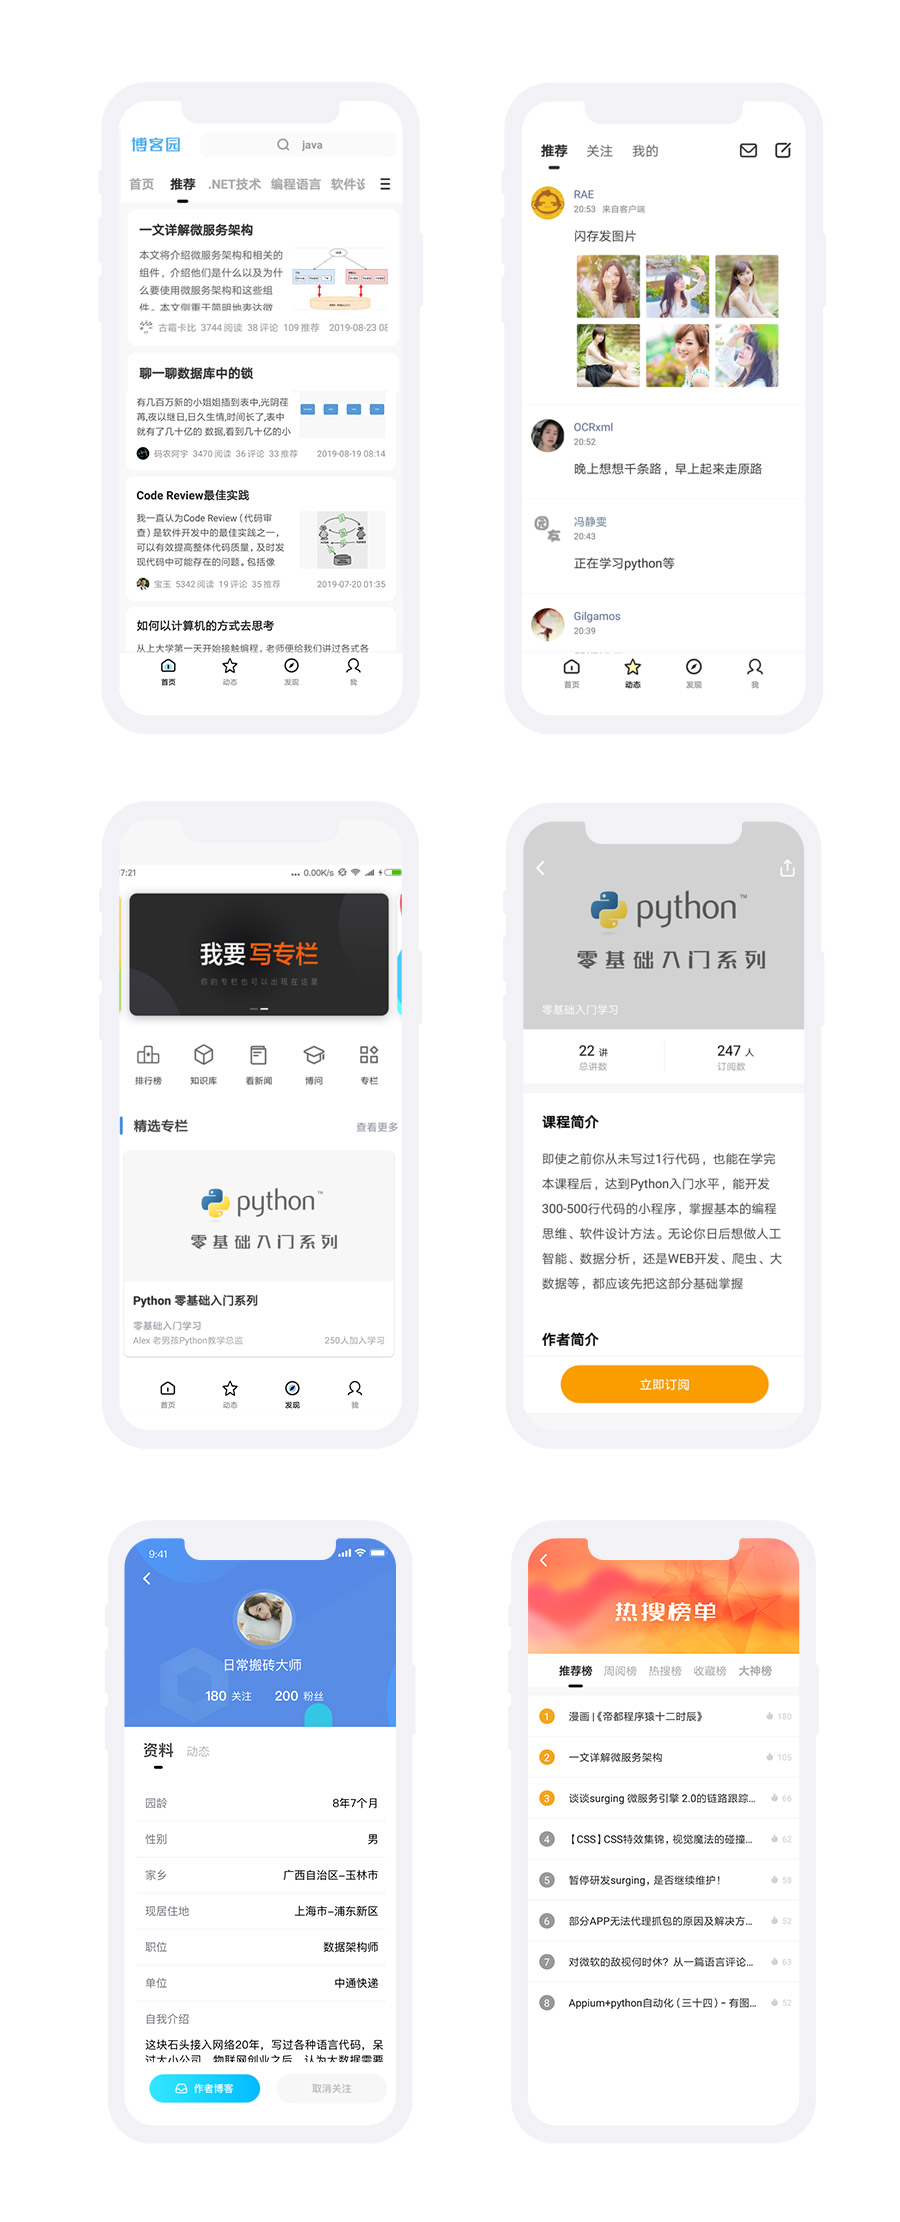 博客园
java
首页 推荐 .NET技术 编程语言 软件设
一文详解微服务架构
本文将介绍微服务架构和相关的
组件，介绍他们是什么以及为什
么要使用微服务架构和这些组
件。本文侧重于简明地表达微
古霜卡比 3744阅读 38评论 109推荐 2019-08-23 08
聊一聊数据库中的锁
有几百万新的小姐姐插到表中,光阴荏
苒,夜以继日,日久生情,时间长了,表中
就有了几十亿的 数据,看到几十亿的小
码农阿宇 3470阅读 36评论 33推荐 2019-08-19 08:14
Code Review最佳实践
我一直认为Code Review（代码审
查）是软件开发中的最佳实践之一，
可以有效提高整体代码质量，及时发
现代码中可能存在的问题。包括像
宝玉 5342阅读 19评论 35推荐 2019-07-20 01:35
如何以计算机的方式去思考
从上大学第一天开始接触编程，老师便给我们讲过各式各
首页 动态 发现 我
推荐 关注 我的
RAE
20:53 来自客户端
闪存发图片
OCRxml
20:52
晚上想想千条路，早上起来走原路
园友
冯静雯
20:43
正在学习python等
Gilgamos
20:39
首页 动态 发现 我
7:21 ... 0.00K/s
我要写专栏
你的专栏也可以出现在这里
排行榜 知识库 看新闻 博问 专栏
精选专栏 查看更多
python™
零基础入门系列
Python 零基础入门系列
零基础入门学习
Alex 老男孩Python教学总监 250人加入学习
首页 动态 发现 我
python™
零基础入门系列
零基础入门学习
22 讲 247 人
总讲数 订阅数
课程简介
即使之前你从未写过1行代码，也能在学完
本课程后，达到Python入门水平，能开发
300-500行代码的小程序，掌握基本的编程
思维、软件设计方法。无论你日后想做人工
智能、数据分析，还是WEB开发、爬虫、大
数据等，都应该先把这部分基础掌握
作者简介
立即订阅
9:41
日常搬砖大师
180 关注 200 粉丝
资料 动态
园龄 8年7个月
性别 男
家乡 广西自治区-玉林市
现居住地 上海市-浦东新区
职位 数据架构师
单位 中通快递
自我介绍
这块石头接入网络20年，写过各种语言代码，呆
过大小公司，物联网创业之后，认为大数据需要
作者博客 取消关注
热搜榜单
推荐榜 周阅榜 热搜榜 收藏榜 大神榜
1 漫画 |《帝都程序猿十二时辰》 180
2 一文详解微服务架构 105
3 谈谈surging 微服务引擎 2.0的链路跟踪... 66
4 【CSS】CSS特效集锦，视觉魔法的碰撞... 62
5 暂停研发surging，是否继续维护！ 58
6 部分APP无法代理抓包的原因及解决方... 52
7 对微软的敌视何时休？从一篇语言评论... 63
8 Appium+python自动化（三十四）- 有图... 52